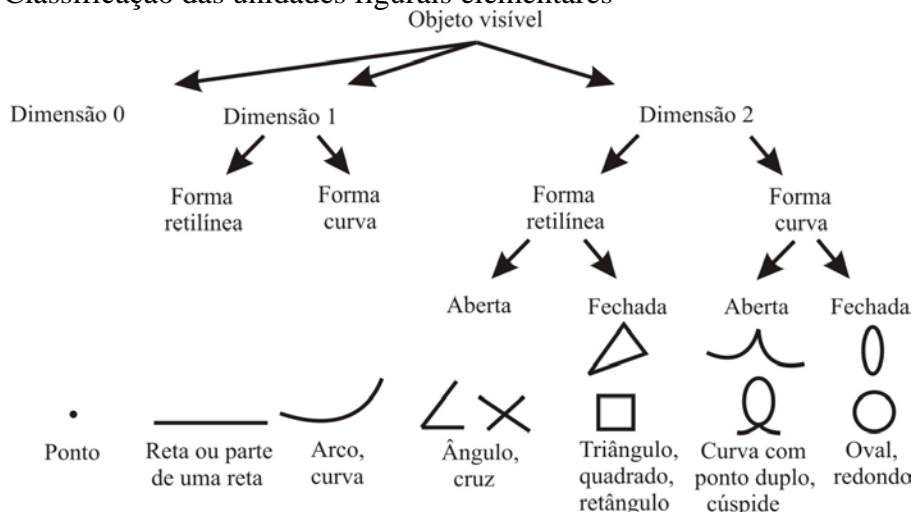 Classificação das unidades figurais elementares
Objeto visível
Dimensão 0
Dimensão 1
Dimensão 2
Forma
retilínea
Forma
curva
Forma
retilínea
Forma
curva
Aberta
Fechada
Aberta
Fechada
Ponto
Reta ou parte
de uma reta
Arco,
curva
Ângulo,
cruz
Triângulo,
quadrado,
retângulo
Curva com
ponto duplo,
cúspide
Oval,
redondo